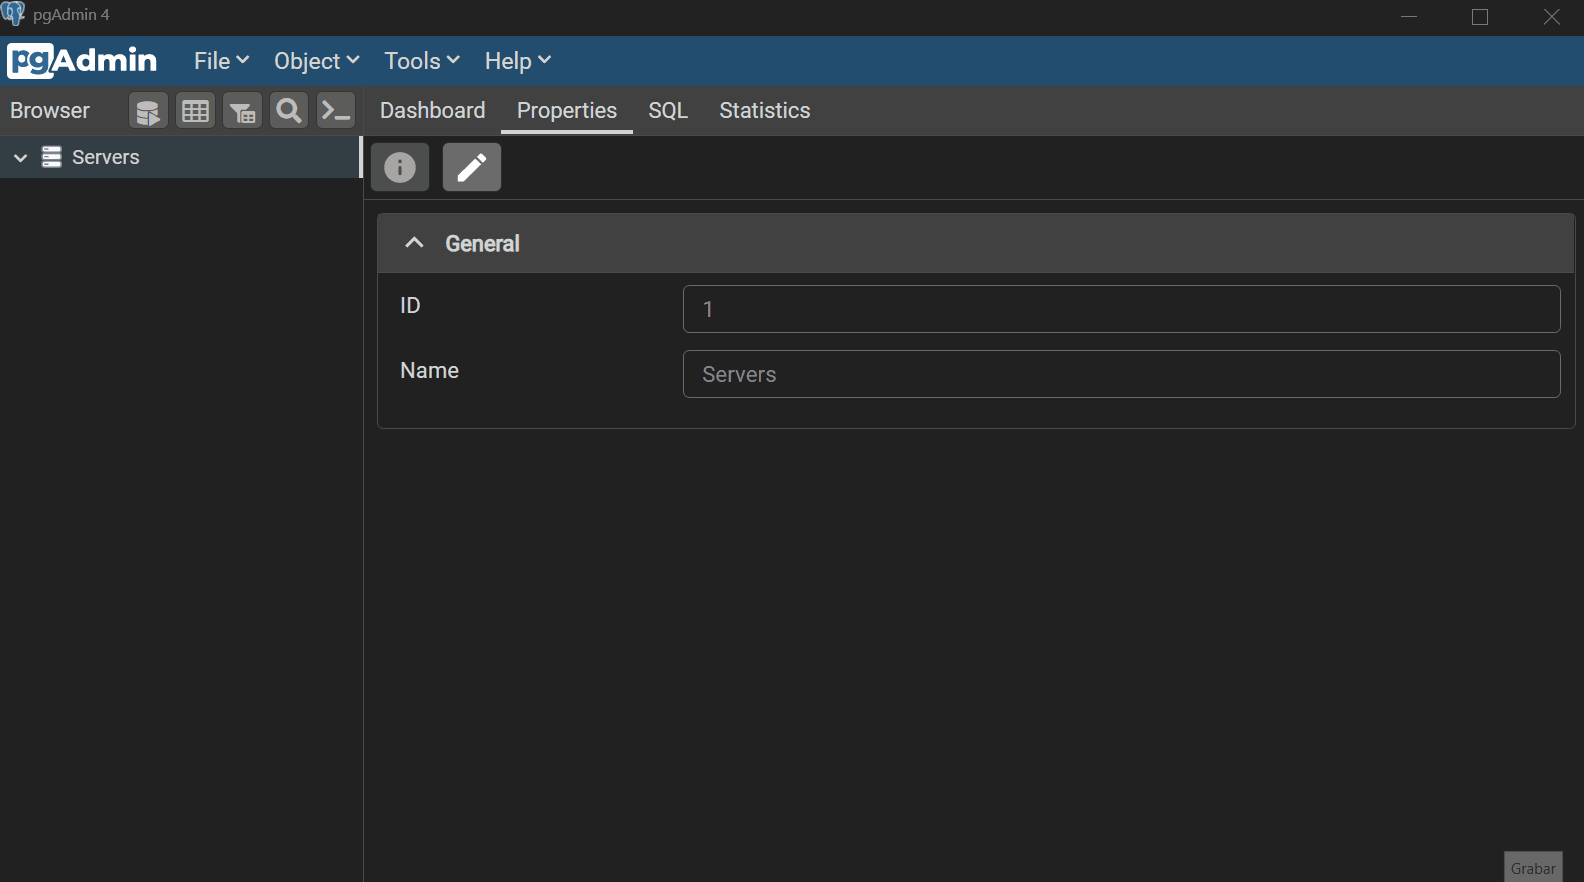 pgAdmin 4
pgAdmin File Object Tools Help
Browser Dashboard Properties SQL Statistics
Servers
General
ID 1
Name Servers
Grabar